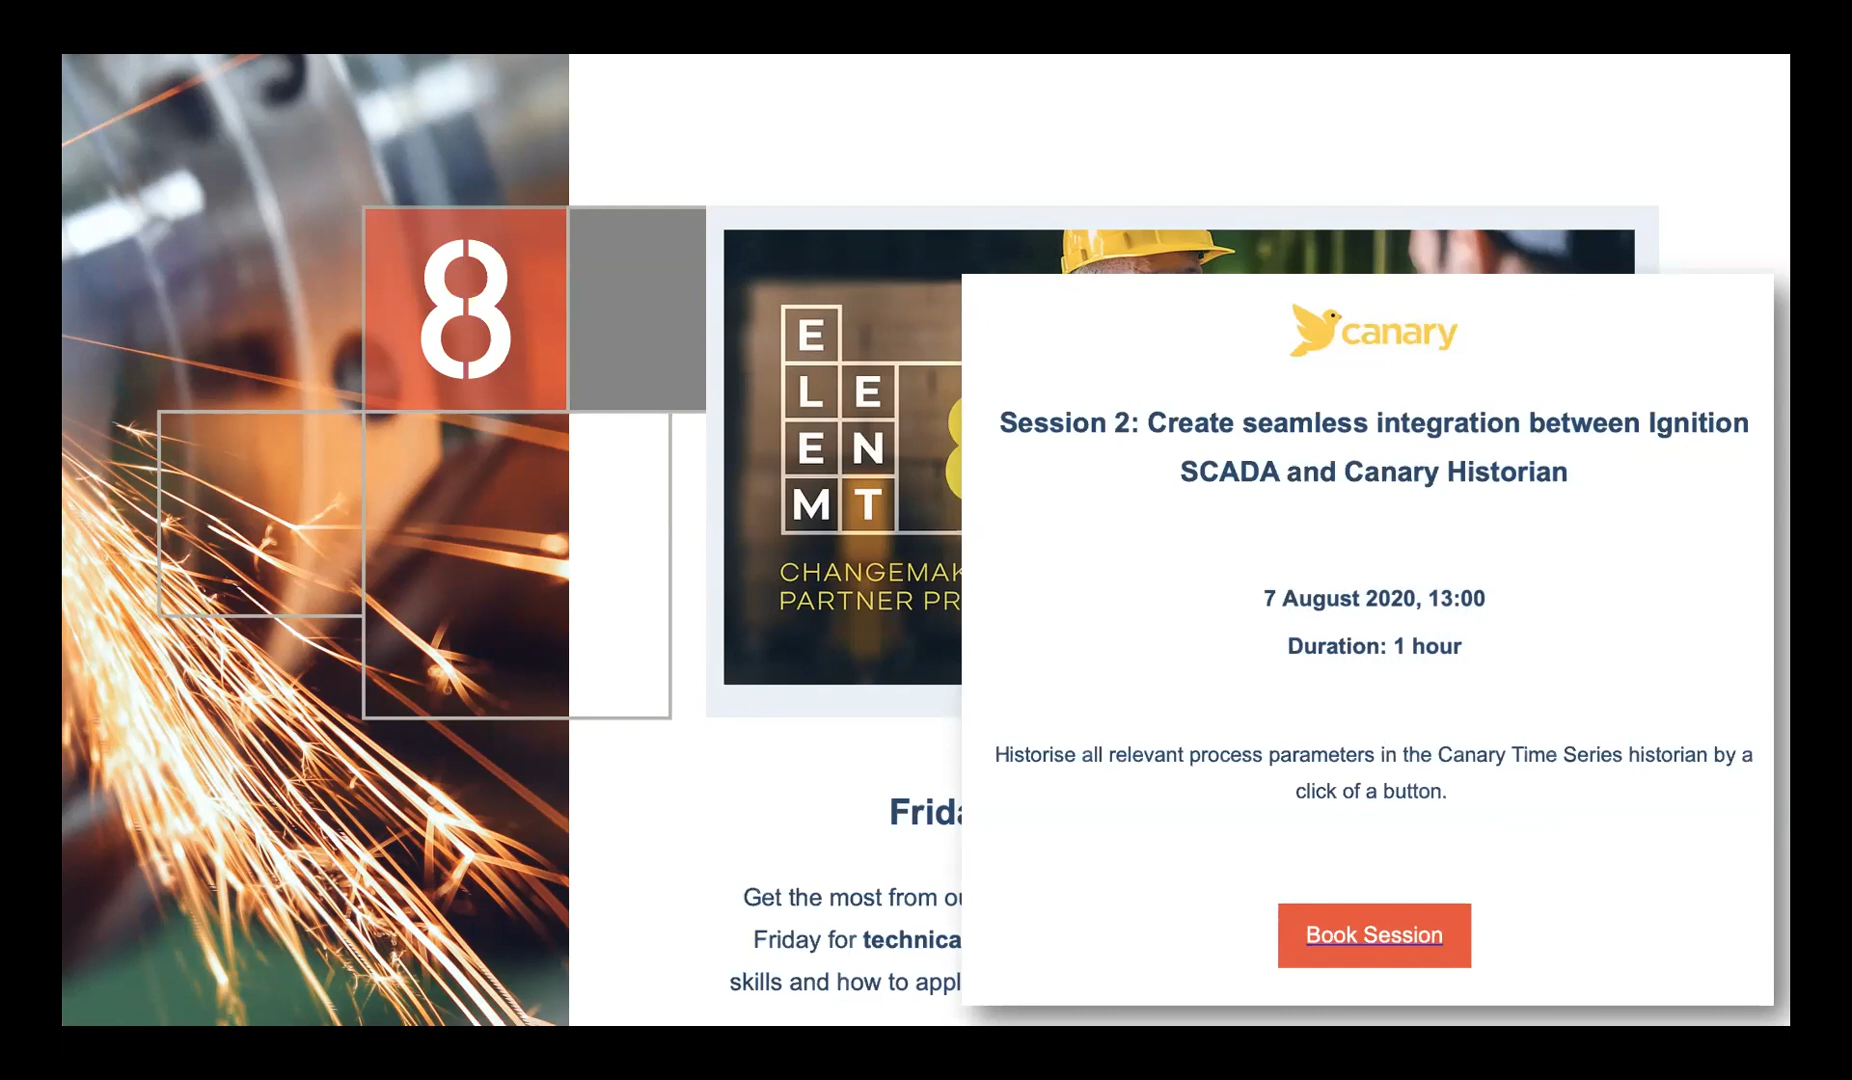 8
E
L E
E N
M T
CHANGEMAK
PARTNER PR
canary
Session 2: Create seamless integration between Ignition
SCADA and Canary Historian
7 August 2020, 13:00
Duration: 1 hour
Historise all relevant process parameters in the Canary Time Series historian by a
click of a button.
Book Session
Frida
Get the most from ou
Friday for technica
skills and how to appl